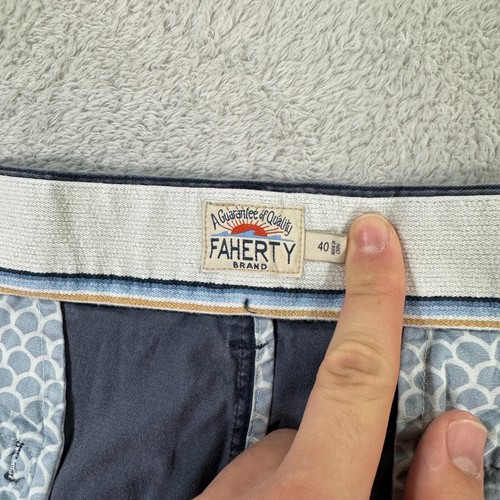 A Guarantee of Quality
FAHERTY
BRAND
40